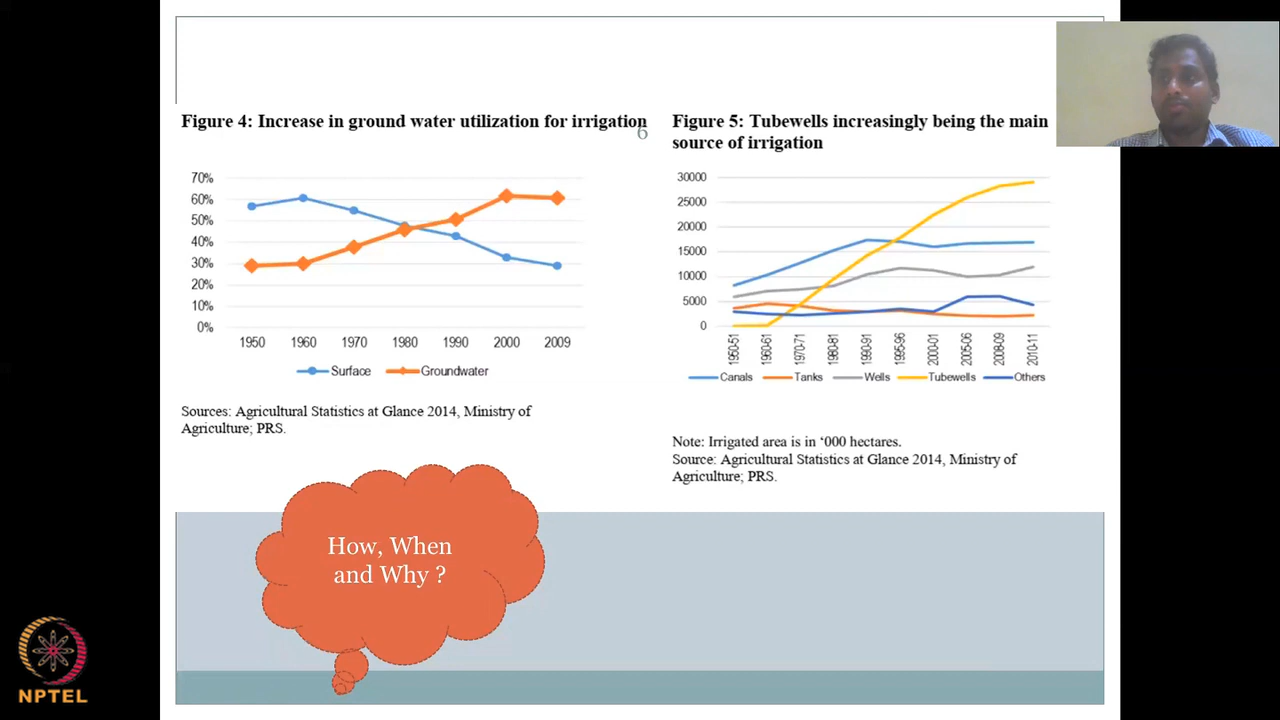 6
Figure 4: Increase in ground water utilization for irrigation
70%
60%
50%
40%
30%
20%
10%
0%
1950 1960 1970 1980 1990 2000 2009
Surface Groundwater
Sources: Agricultural Statistics at Glance 2014, Ministry of
Agriculture; PRS.
Figure 5: Tubewells increasingly being the main
source of irrigation
30000
25000
20000
15000
10000
5000
0
1950-51 1960-61 1970-71 1980-81 1990-91 1995-96 2000-01 2005-06 2008-09 2010-11
Canals Tanks Wells Tubewells Others
Note: Irrigated area is in ‘000 hectares.
Source: Agricultural Statistics at Glance 2014, Ministry of
Agriculture; PRS.
How, When
and Why ?
NPTEL